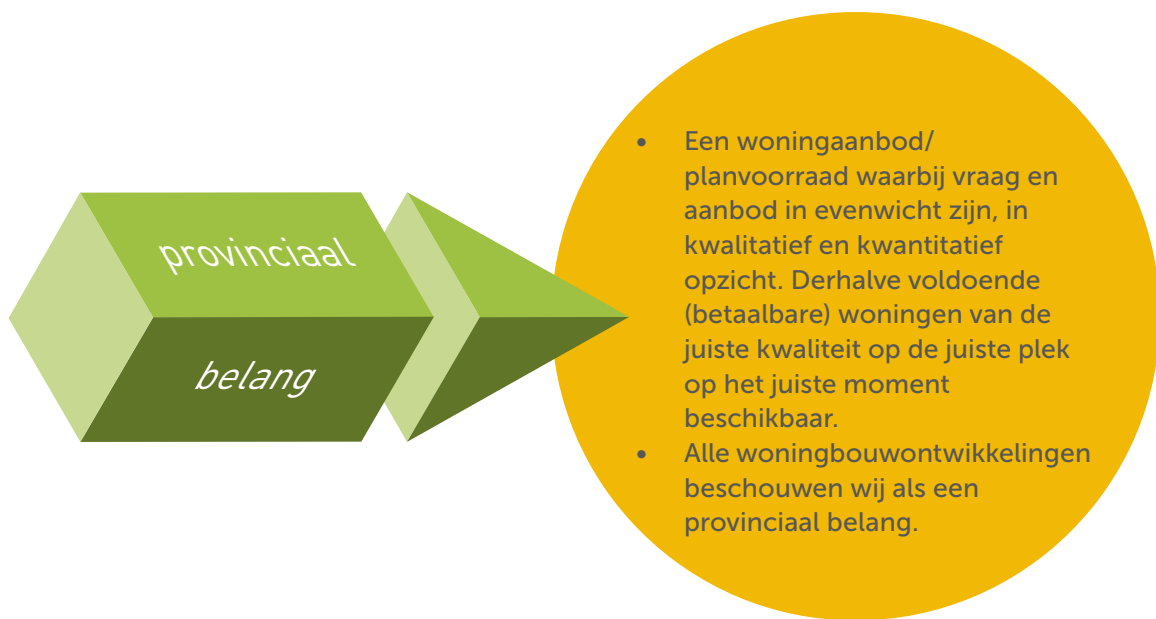 provinciaal
belang
• Een woningaanbod/
planvoorraad waarbij vraag en
aanbod in evenwicht zijn, in
kwalitatief en kwantitatief
opzicht. Derhalve voldoende
(betaalbare) woningen van de
juiste kwaliteit op de juiste plek
op het juiste moment
beschikbaar.
• Alle woningbouwontwikkelingen
beschouwen wij als een
provinciaal belang.